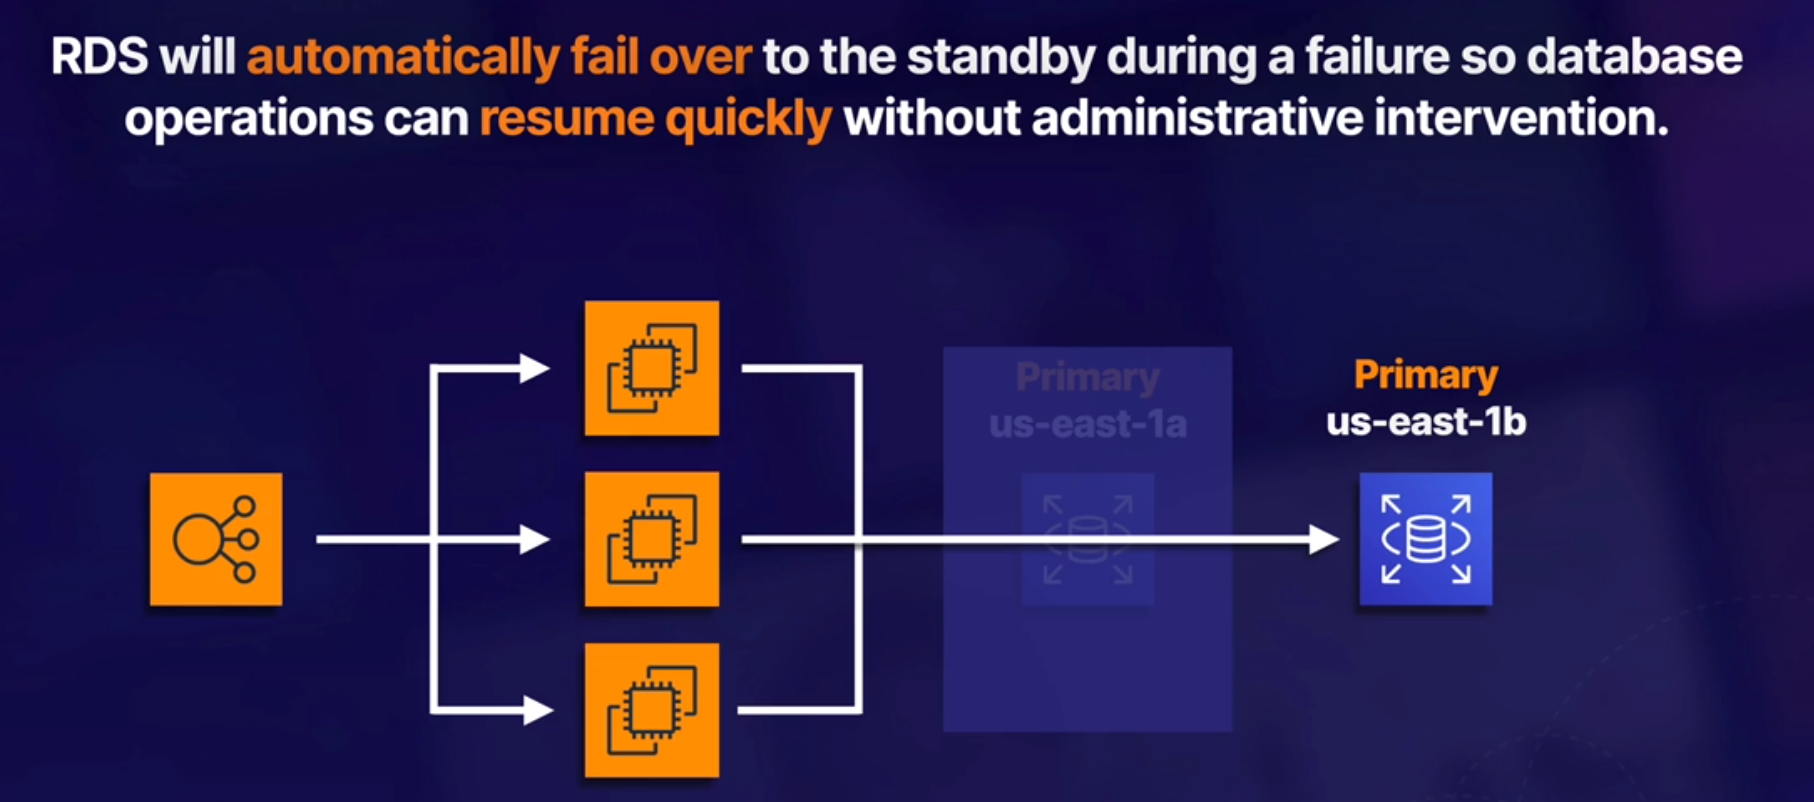 RDS will automatically fail over to the standby during a failure so database
operations can resume quickly without administrative intervention.
Primary
us-east-1a
Primary
us-east-1b